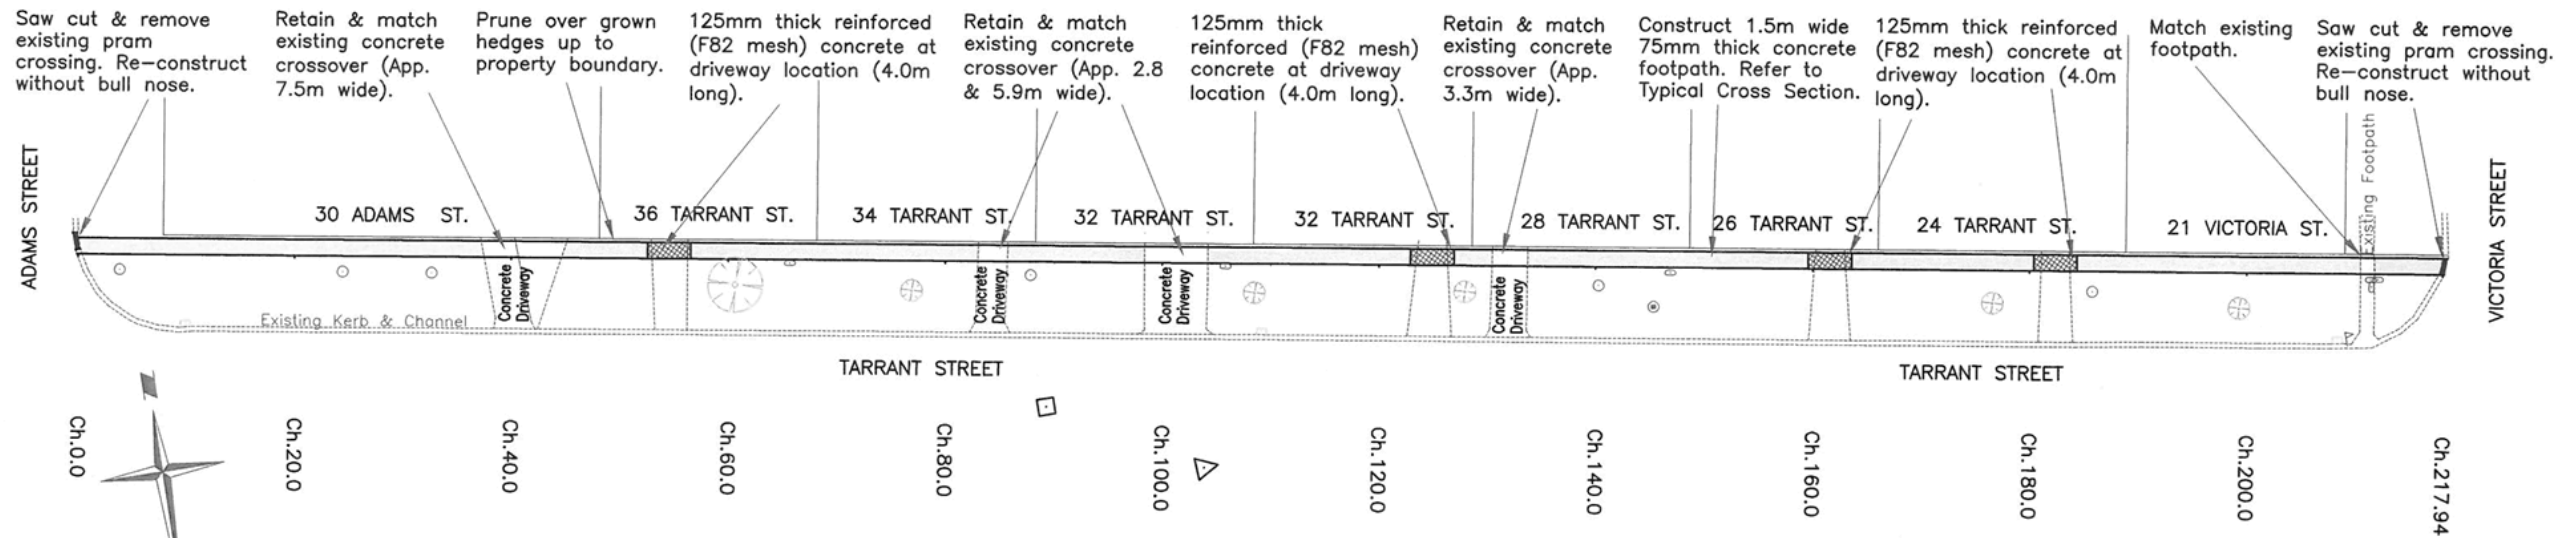 Saw cut & remove
existing pram
crossing. Re-construct
without bull nose.
Retain & match
existing concrete
crossover (App.
7.5m wide).
Prune over grown
hedges up to
property boundary.
125mm thick reinforced
(F82 mesh) concrete at
driveway location (4.0m
long).
Retain & match
existing concrete
crossover (App. 2.8
& 5.9m wide).
125mm thick
reinforced (F82 mesh)
concrete at driveway
location (4.0m long).
Retain & match
existing concrete
crossover (App.
3.3m wide).
Construct 1.5m wide
75mm thick concrete
footpath. Refer to
Typical Cross Section.
125mm thick reinforced
(F82 mesh) concrete at
driveway location (4.0m
long).
Match existing
footpath.
Saw cut & remove
existing pram crossing.
Re-construct without
bull nose.
ADAMS STREET
30 ADAMS ST.
36 TARRANT ST.
34 TARRANT ST.
32 TARRANT ST.
32 TARRANT ST.
28 TARRANT ST.
26 TARRANT ST.
24 TARRANT ST.
21 VICTORIA ST.
Existing Footpath
VICTORIA STREET
Existing Kerb & Channel
Concrete
Driveway
Concrete
Driveway
Concrete
Driveway
Concrete
Driveway
TARRANT STREET
TARRANT STREET
Ch.0.0
Ch.20.0
Ch.40.0
Ch.60.0
Ch.80.0
Ch.100.0
Ch.120.0
Ch.140.0
Ch.160.0
Ch.180.0
Ch.200.0
Ch.217.94